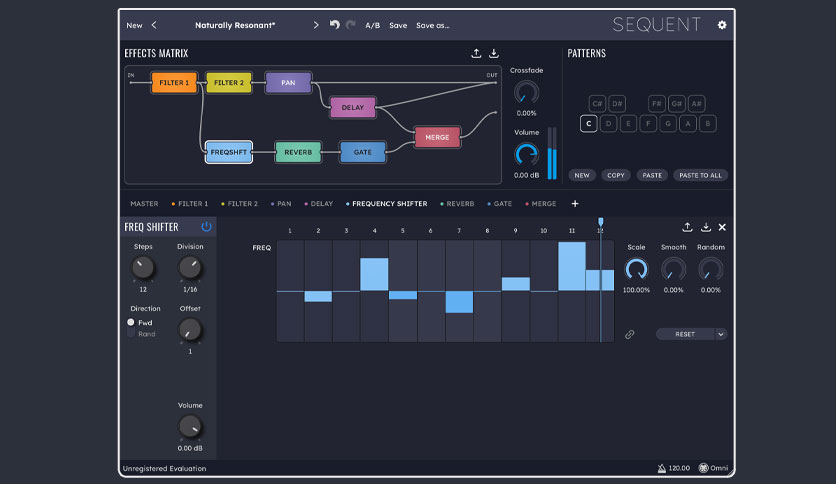 New < Naturally Resonant* > A/B Save Save as... SEQUENT
EFFECTS MATRIX
PATTERNS
IN
OUT
FILTER 1
FILTER 2
PAN
DELAY
MERGE
FREQSHFT
REVERB
GATE
Crossfade
0.00%
Volume
0.00 dB
C# D# F# G# A#
C D E F G A B
NEW COPY PASTE PASTE TO ALL
MASTER FILTER 1 FILTER 2 PAN DELAY FREQUENCY SHIFTER REVERB GATE MERGE +
FREQ SHIFTER
Steps Division
12 1/16
Direction Offset
Fwd
Rand
1
Volume
0.00 dB
1 2 3 4 5 6 7 8 9 10 11 12
FREQ
Scale Smooth Random
100.00% 0.00% 0.00%
RESET
Unregistered Evaluation
120.00 Omni